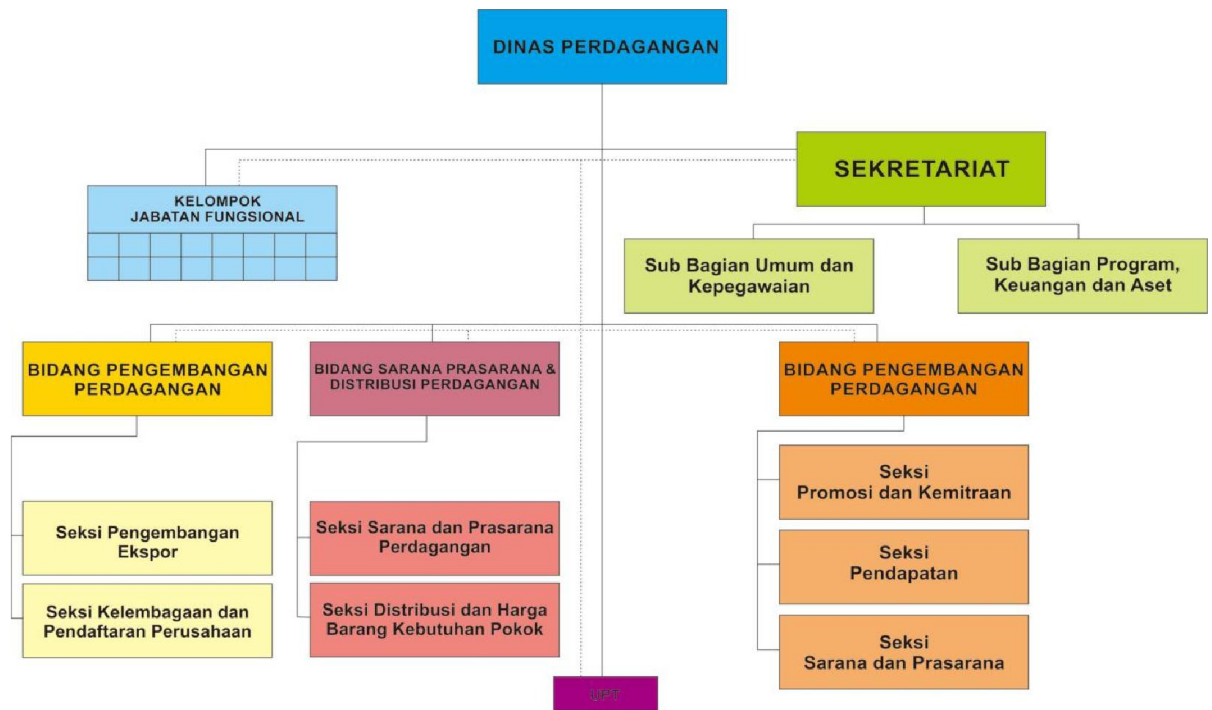 DINAS PERDAGANGAN
SEKRETARIAT
KELOMPOK
JABATAN FUNGSIONAL
Sub Bagian Umum dan
Kepegawaian
Sub Bagian Program,
Keuangan dan Aset
BIDANG PENGEMBANGAN
PERDAGANGAN
BIDANG SARANA PRASARANA &
DISTRIBUSI PERDAGANGAN
BIDANG PENGEMBANGAN
PERDAGANGAN
Seksi Pengembangan
Ekspor
Seksi Kelembagaan dan
Pendaftaran Perusahaan
Seksi Sarana dan Prasarana
Perdagangan
Seksi Distribusi dan Harga
Barang Kebutuhan Pokok
Seksi
Promosi dan Kemitraan
Seksi
Pendapatan
Seksi
Sarana dan Prasarana
UPT